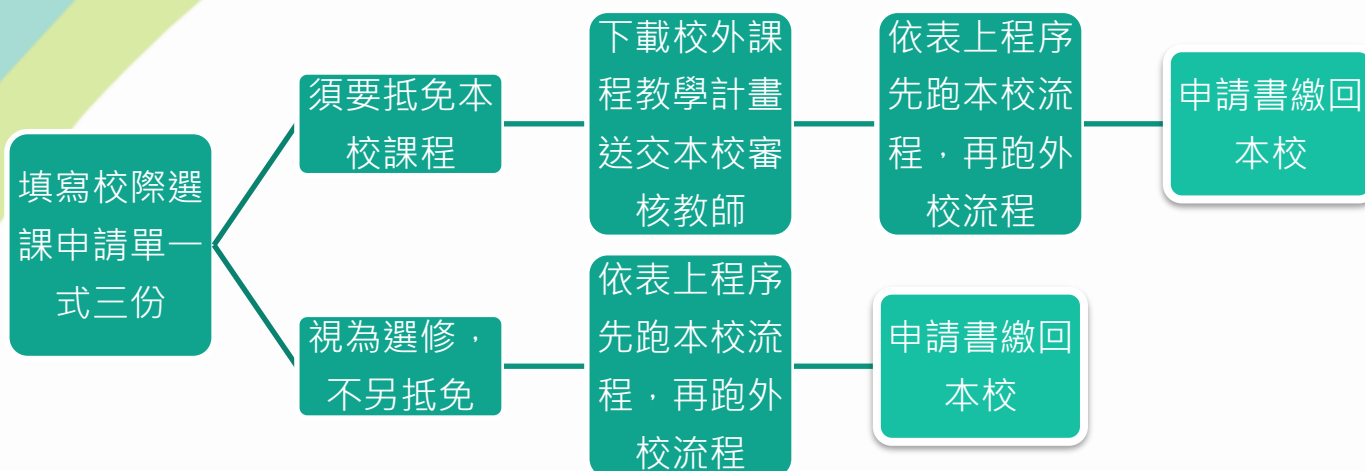 填寫校際選
課申請單一
式三份
須要抵免本
校課程
下載校外課
程教學計畫
送交本校審
核教師
依表上程序
先跑本校流
程，再跑外
校流程
申請書繳回
本校
視為選修，
不另抵免
依表上程序
先跑本校流
程，再跑外
校流程
申請書繳回
本校